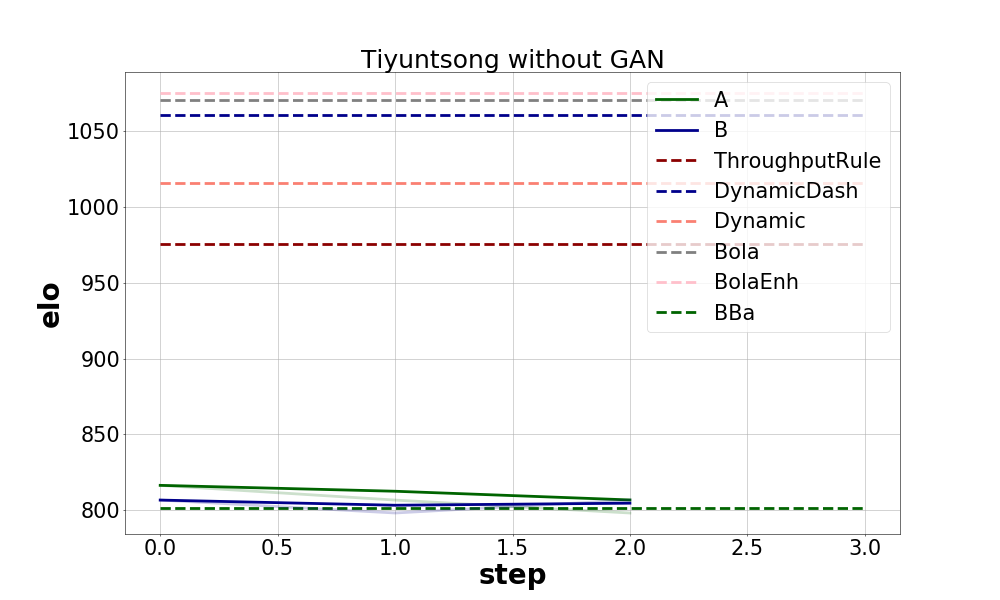 Tiyuntsong without GAN
elo
1050
1000
950
900
850
800
A
B
ThroughputRule
DynamicDash
Dynamic
Bola
BolaEnh
BBa
0.0 0.5 1.0 1.5 2.0 2.5 3.0
step